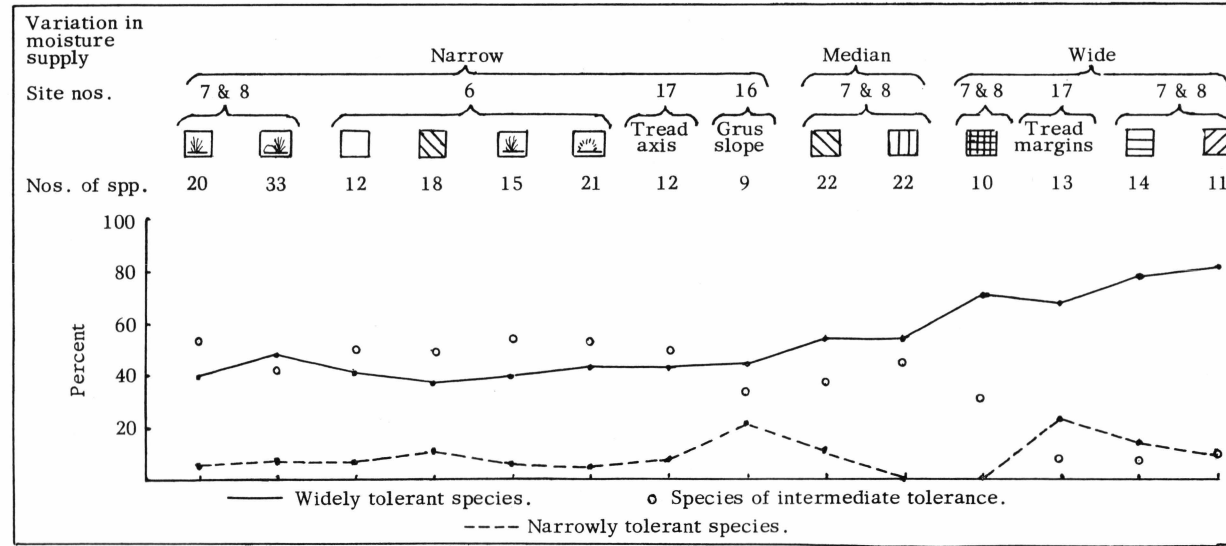 Variation in
moisture
supply
Narrow Median Wide
Site nos. 7 & 8 6 17 16 7 & 8 7 & 8 17 7 & 8
Tread Grus Tread
axis slope margins
Nos. of spp. 20 33 12 18 15 21 12 9 22 22 10 13 14 11
100
80
60
40
20
Percent
Widely tolerant species. Species of intermediate tolerance.
Narrowly tolerant species.